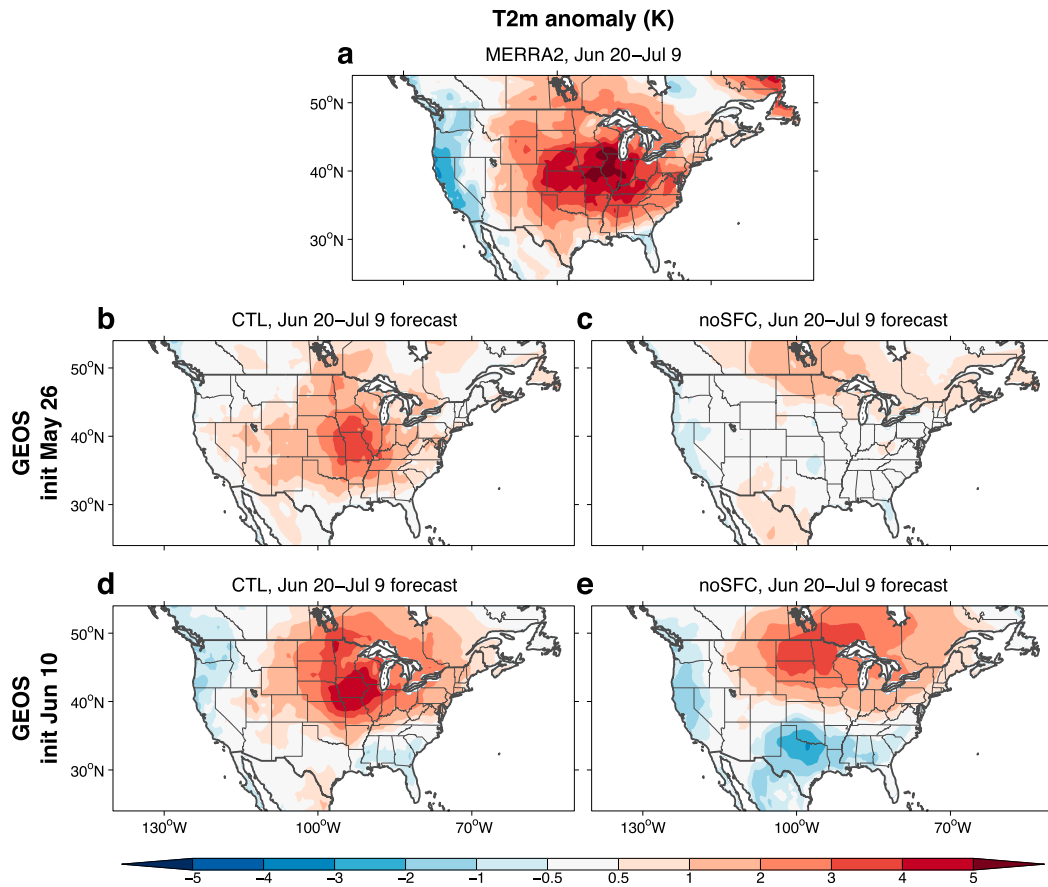 T2m anomaly (K)
a
MERRA2, Jun 20–Jul 9
50°N
40°N
30°N
b
CTL, Jun 20–Jul 9 forecast
c
noSFC, Jun 20–Jul 9 forecast
GEOS
init May 26
50°N
40°N
30°N
130°W
100°W
70°W
d
CTL, Jun 20–Jul 9 forecast
e
noSFC, Jun 20–Jul 9 forecast
GEOS
init Jun 10
50°N
40°N
30°N
130°W
100°W
70°W
130°W
100°W
70°W
−5 −4 −3 −2 −1 −0.5 0.5 1 2 3 4 5